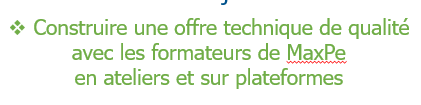 ❖ Construire une offre technique de qualité
avec les formateurs de MaxPe
en ateliers et sur plateformes